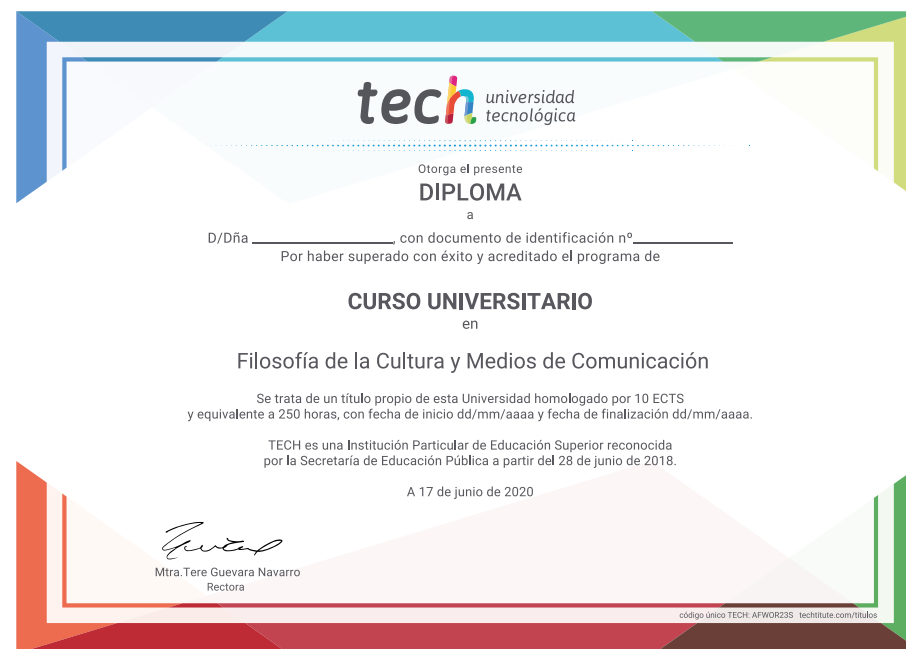 tech universidad
tecnológica
Otorga el presente
DIPLOMA
a
D/Dña ____________________, con documento de identificación nº______________
Por haber superado con éxito y acreditado el programa de
CURSO UNIVERSITARIO
en
Filosofía de la Cultura y Medios de Comunicación
Se trata de un título propio de esta Universidad homologado por 10 ECTS
y equivalente a 250 horas, con fecha de inicio dd/mm/aaaa y fecha de finalización dd/mm/aaaa.
TECH es una Institución Particular de Educación Superior reconocida
por la Secretaría de Educación Pública a partir del 28 de junio de 2018.
A 17 de junio de 2020
Mtra.Tere Guevara Navarro
Rectora
código único TECH: AFWOR23S techtitute.com/titulos